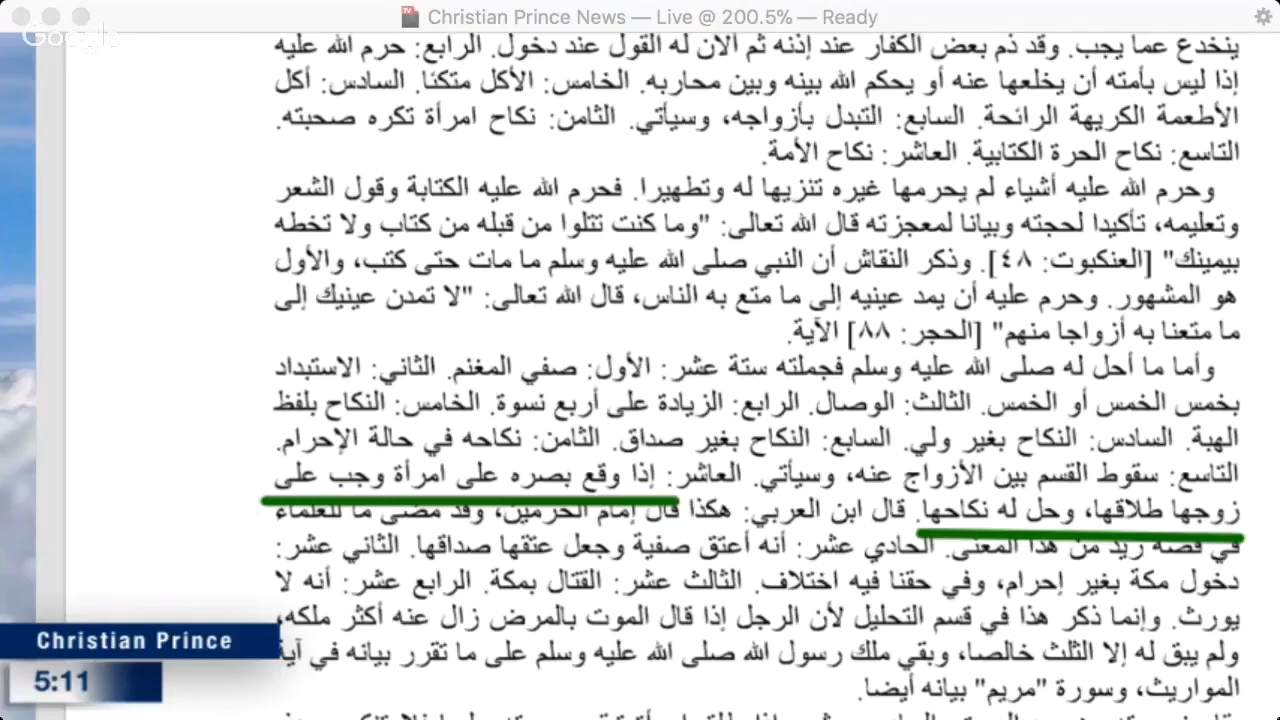 Christian Prince News — Live @ 200.5% — Ready
Google
ينخدع عما يجب. وقد ذم بعض الكفار عند إذنه ثم ألان له القول عند دخول. الرابع: حرم الله عليه
إذا لبس بأمته أن يخلعها عنه أو يحكم الله بينه وبين محاربه. الخامس: الأكل متكئا. السادس: أكل
الأطعمة الكريهة الرائحة. السابع: التبدل بأزواجه، وسيأتي. الثامن: نكاح امرأة تكره صحبته.
التاسع: نكاح الحرة الكتابية. العاشر: نكاح الأمة.
وحرم الله عليه أشياء لم يحرمها غيره تنزيها له وتطهيرا. فحرم الله عليه الكتابة وقول الشعر
وتعليمه، تأكيدا لحجته وبيانا لمعجزته قال الله تعالى: "وما كنت تتلوا من قبله من كتاب ولا تخطه
بيمينك" [العنكبوت: ٤٨]. وذكر النقاش أن النبي صلى الله عليه وسلم ما مات حتى كتب، والأول
هو المشهور. وحرم عليه أن يمد عينيه إلى ما متع به الناس، قال الله تعالى: "لا تمدن عينيك إلى
ما متعنا به أزواجا منهم" [الحجر: ٨٨] الآية.
وأما ما أحل له صلى الله عليه وسلم فجملته ستة عشر: الأول: صفي المغنم. الثاني: الاستبداد
بخمس الخمس أو الخمس. الثالث: الوصال. الرابع: الزيادة على أربع نسوة. الخامس: النكاح بلفظ
الهبة. السادس: النكاح بغير ولي. السابع: النكاح بغير صداق. الثامن: نكاحه في حالة الإحرام.
التاسع: سقوط القسم بين الأزواج عنه، وسيأتي. العاشر: إذا وقع بصره على امرأة وجب على
زوجها طلاقها، وحل له نكاحها. قال ابن العربي: هكذا قال إمام الحرمين، وقد مضى ما للعلماء
في قصة زيد من هذا المعنى. الحادي عشر: أنه أعتق صفية وجعل عتقها صداقها. الثاني عشر:
دخول مكة بغير إحرام، وفي حقنا فيه اختلاف. الثالث عشر: القتال بمكة. الرابع عشر: أنه لا
يورث. وإنما ذكر هذا في قسم التحليل لأن الرجل إذا قال الموت بالمرض زال عنه أكثر ملكه،
ولم يبق له إلا الثلث خالصا، وبقي ملك رسول الله صلى الله عليه وسلم على ما تقرر بيانه في آية
المواريث، وسورة "مريم" بيانه أيضا.
Christian Prince
5:11